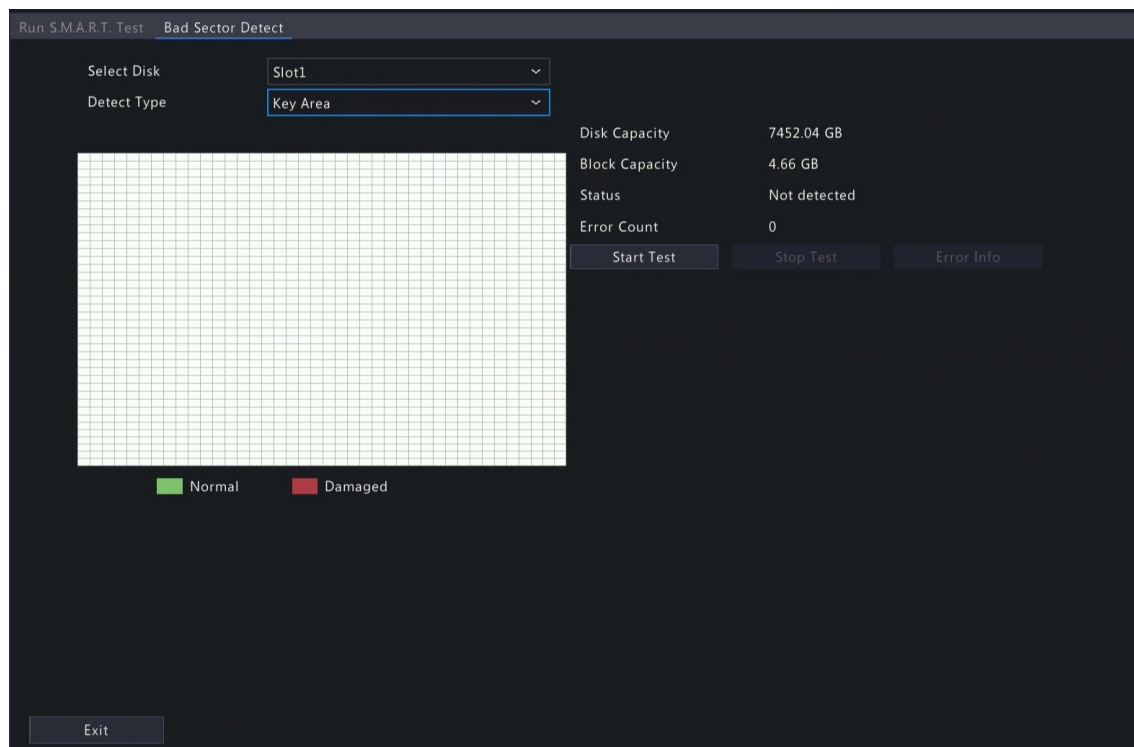 Run S.M.A.R.T. Test Bad Sector Detect
Select Disk Slot1
Detect Type Key Area
Disk Capacity 7452.04 GB
Block Capacity 4.66 GB
Status Not detected
Error Count 0
Start Test Stop Test Error Info
Normal Damaged
Exit